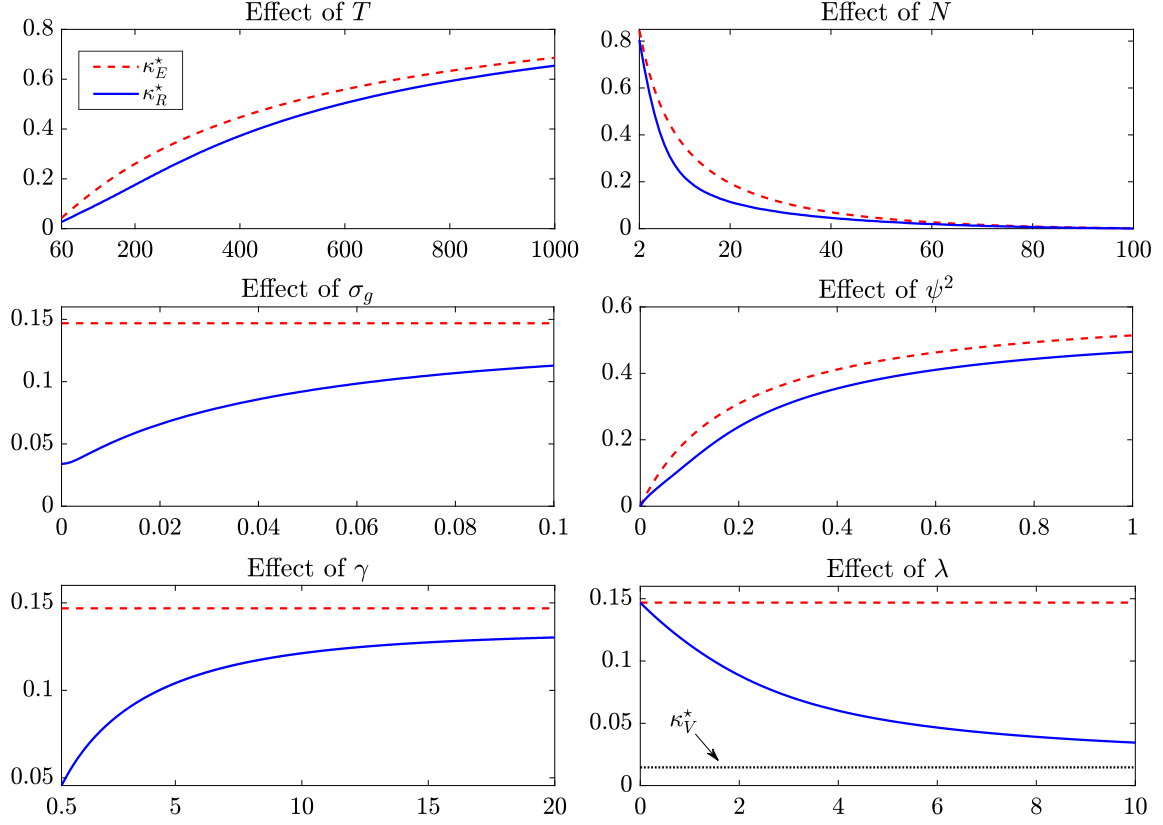 Effect of T
0.8
0.6
0.4
0.2
0
60 200 400 600 800 1000
κ⋆E
κ⋆R
Effect of N
0.8
0.6
0.4
0.2
0
2 20 40 60 80 100
Effect of σg
0.15
0.1
0.05
0
0 0.02 0.04 0.06 0.08 0.1
Effect of ψ²
0.6
0.4
0.2
0
0 0.2 0.4 0.6 0.8 1
Effect of γ
0.15
0.1
0.05
0.5 5 10 15 20
Effect of λ
0.15
0.1
0.05
0
κ⋆V
0 2 4 6 8 10